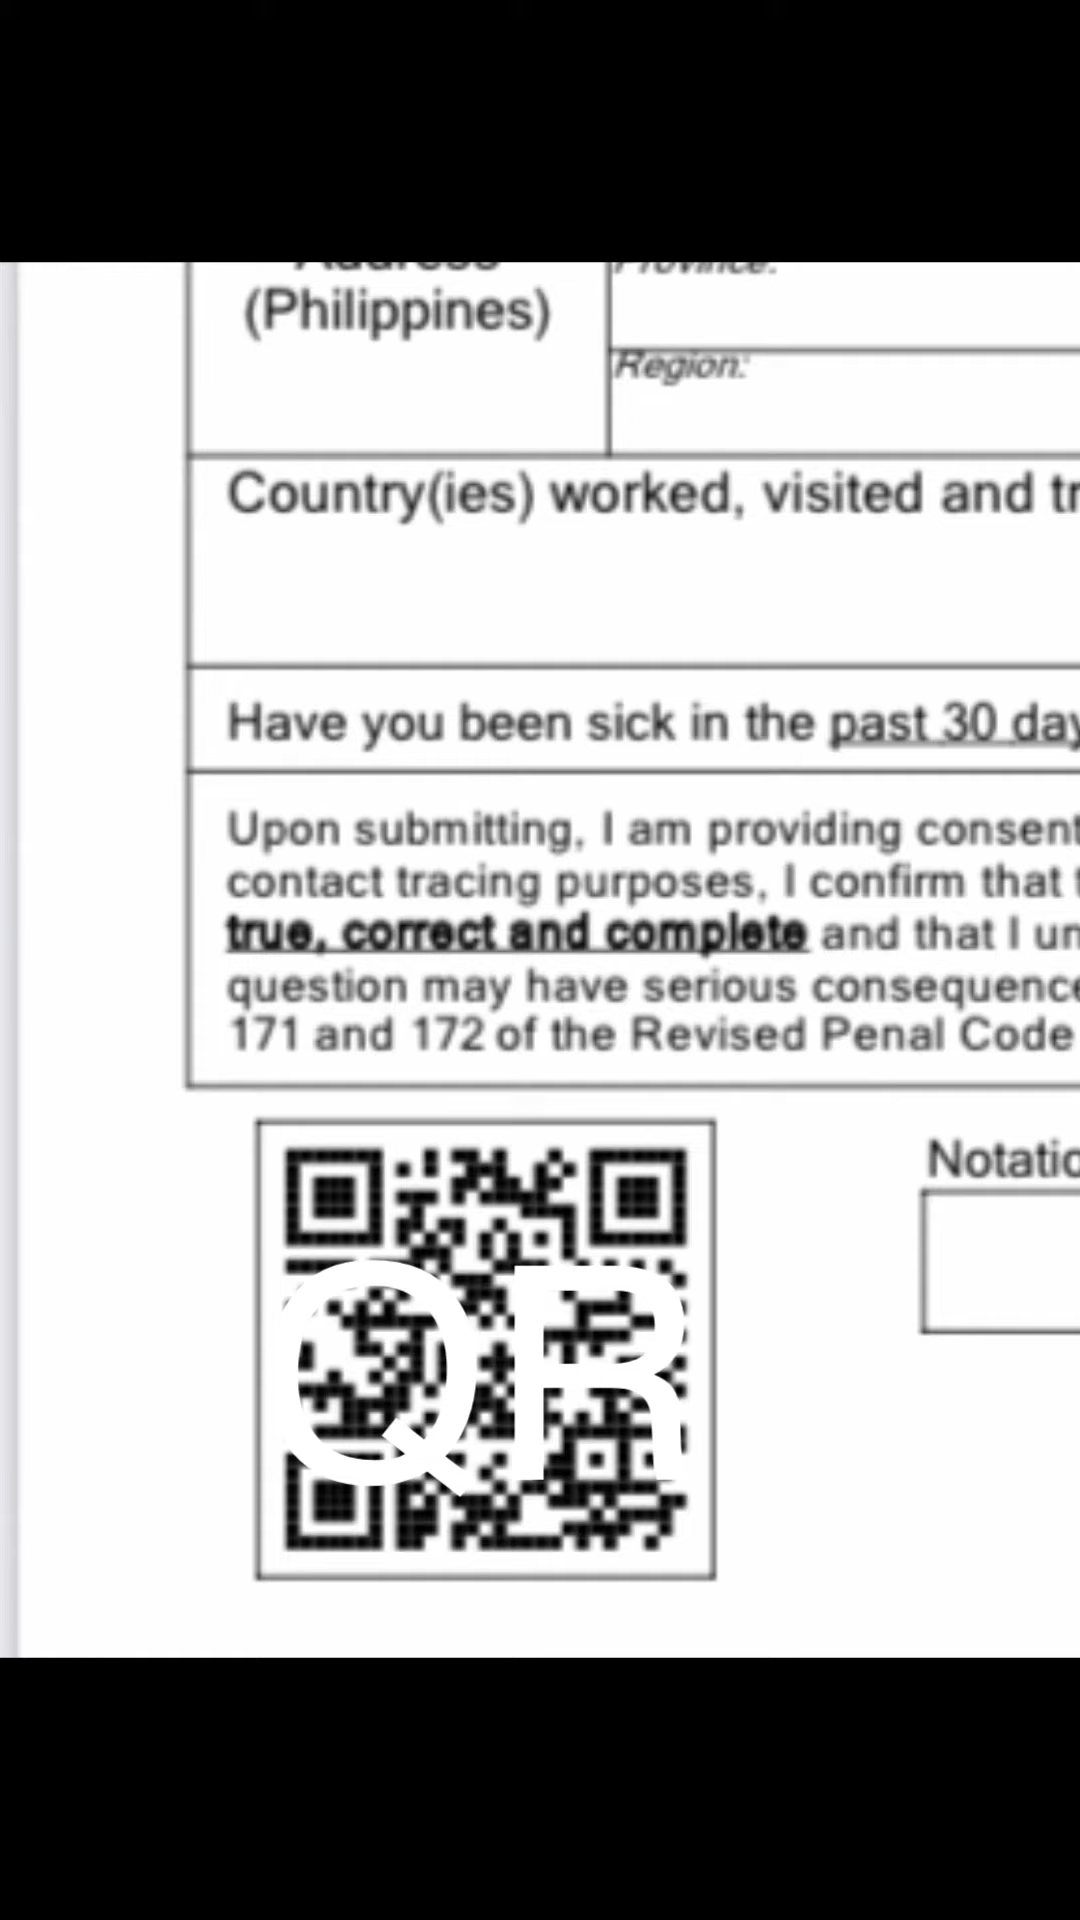 Address
Province:
(Philippines)
Region:
Country(ies) worked, visited and tr
Have you been sick in the past 30 day
Upon submitting, I am providing consent
contact tracing purposes, I confirm that t
true, correct and complete and that I un
question may have serious consequence
171 and 172 of the Revised Penal Code
Notatio
QR